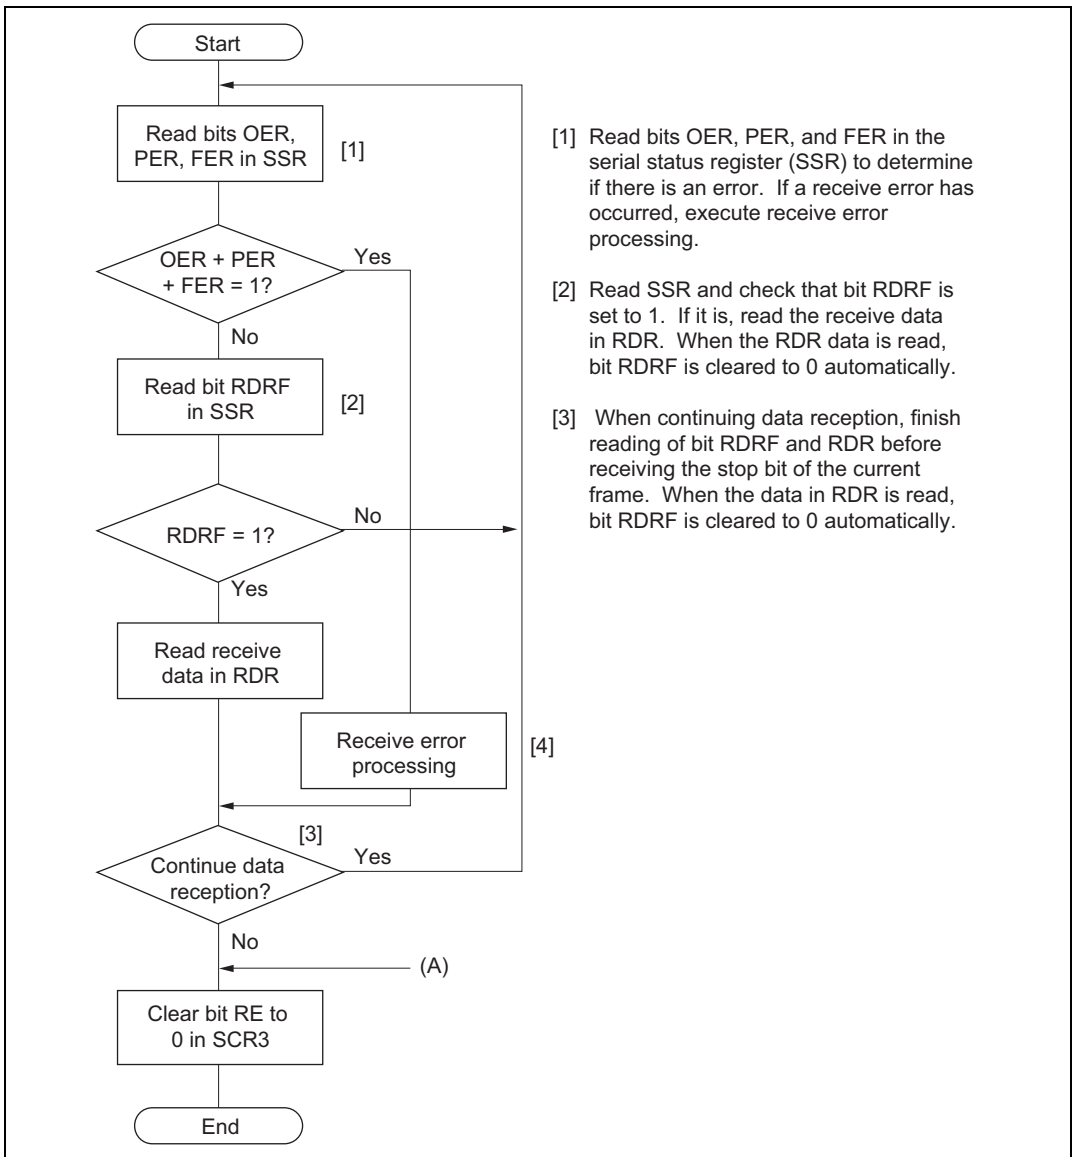 Start
Read bits OER,
PER, FER in SSR
[1]
OER + PER
+ FER = 1?
Yes
No
Read bit RDRF
in SSR
[2]
RDRF = 1?
No
Yes
Read receive
data in RDR
Receive error
processing
[4]
[3]
Continue data
reception?
Yes
No
(A)
Clear bit RE to
0 in SCR3
End
[1] Read bits OER, PER, and FER in the
serial status register (SSR) to determine
if there is an error. If a receive error has
occurred, execute receive error
processing.
[2] Read SSR and check that bit RDRF is
set to 1. If it is, read the receive data
in RDR. When the RDR data is read,
bit RDRF is cleared to 0 automatically.
[3] When continuing data reception, finish
reading of bit RDRF and RDR before
receiving the stop bit of the current
frame. When the data in RDR is read,
bit RDRF is cleared to 0 automatically.